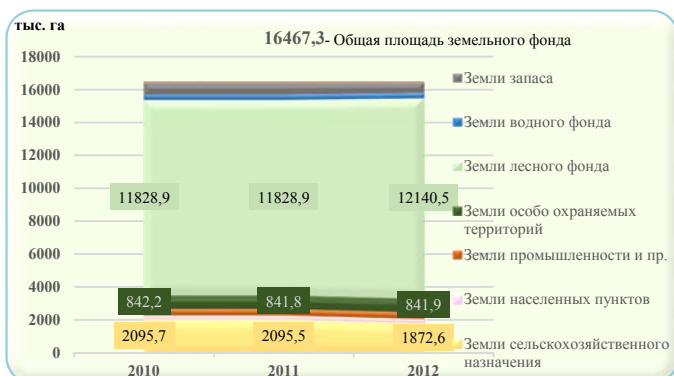 тыс. га
16467,3- Общая площадь земельного фонда
18000
16000
14000
12000
10000
8000
6000
4000
2000
0
11828,9
11828,9
12140,5
842,2
841,8
841,9
2095,7
2095,5
1872,6
2010
2011
2012
Земли запаса
Земли водного фонда
Земли лесного фонда
Земли особо охраняемых
территорий
Земли промышленности и пр.
Земли населенных пунктов
Земли сельскохозяйственного
назначения